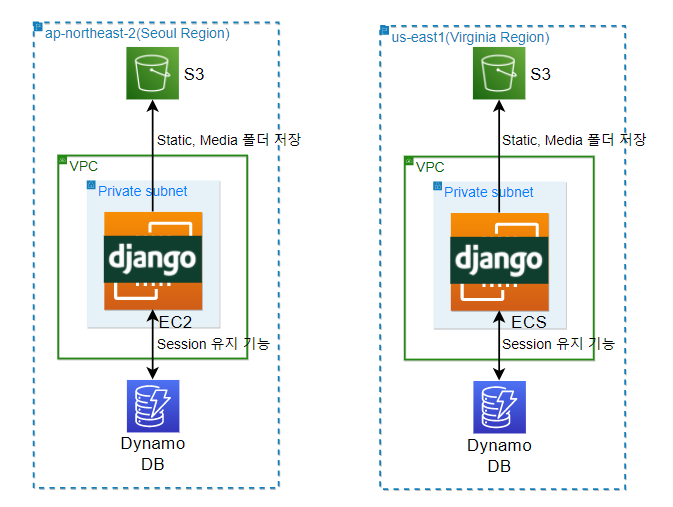 ap-northeast-2(Seoul Region)
S3
Static, Media 폴더 저장
VPC
Private subnet
django
EC2
Session 유지 기능
Dynamo
DB
us-east1(Virginia Region)
S3
Static, Media 폴더 저장
VPC
Private subnet
django
ECS
Session 유지 기능
Dynamo
DB